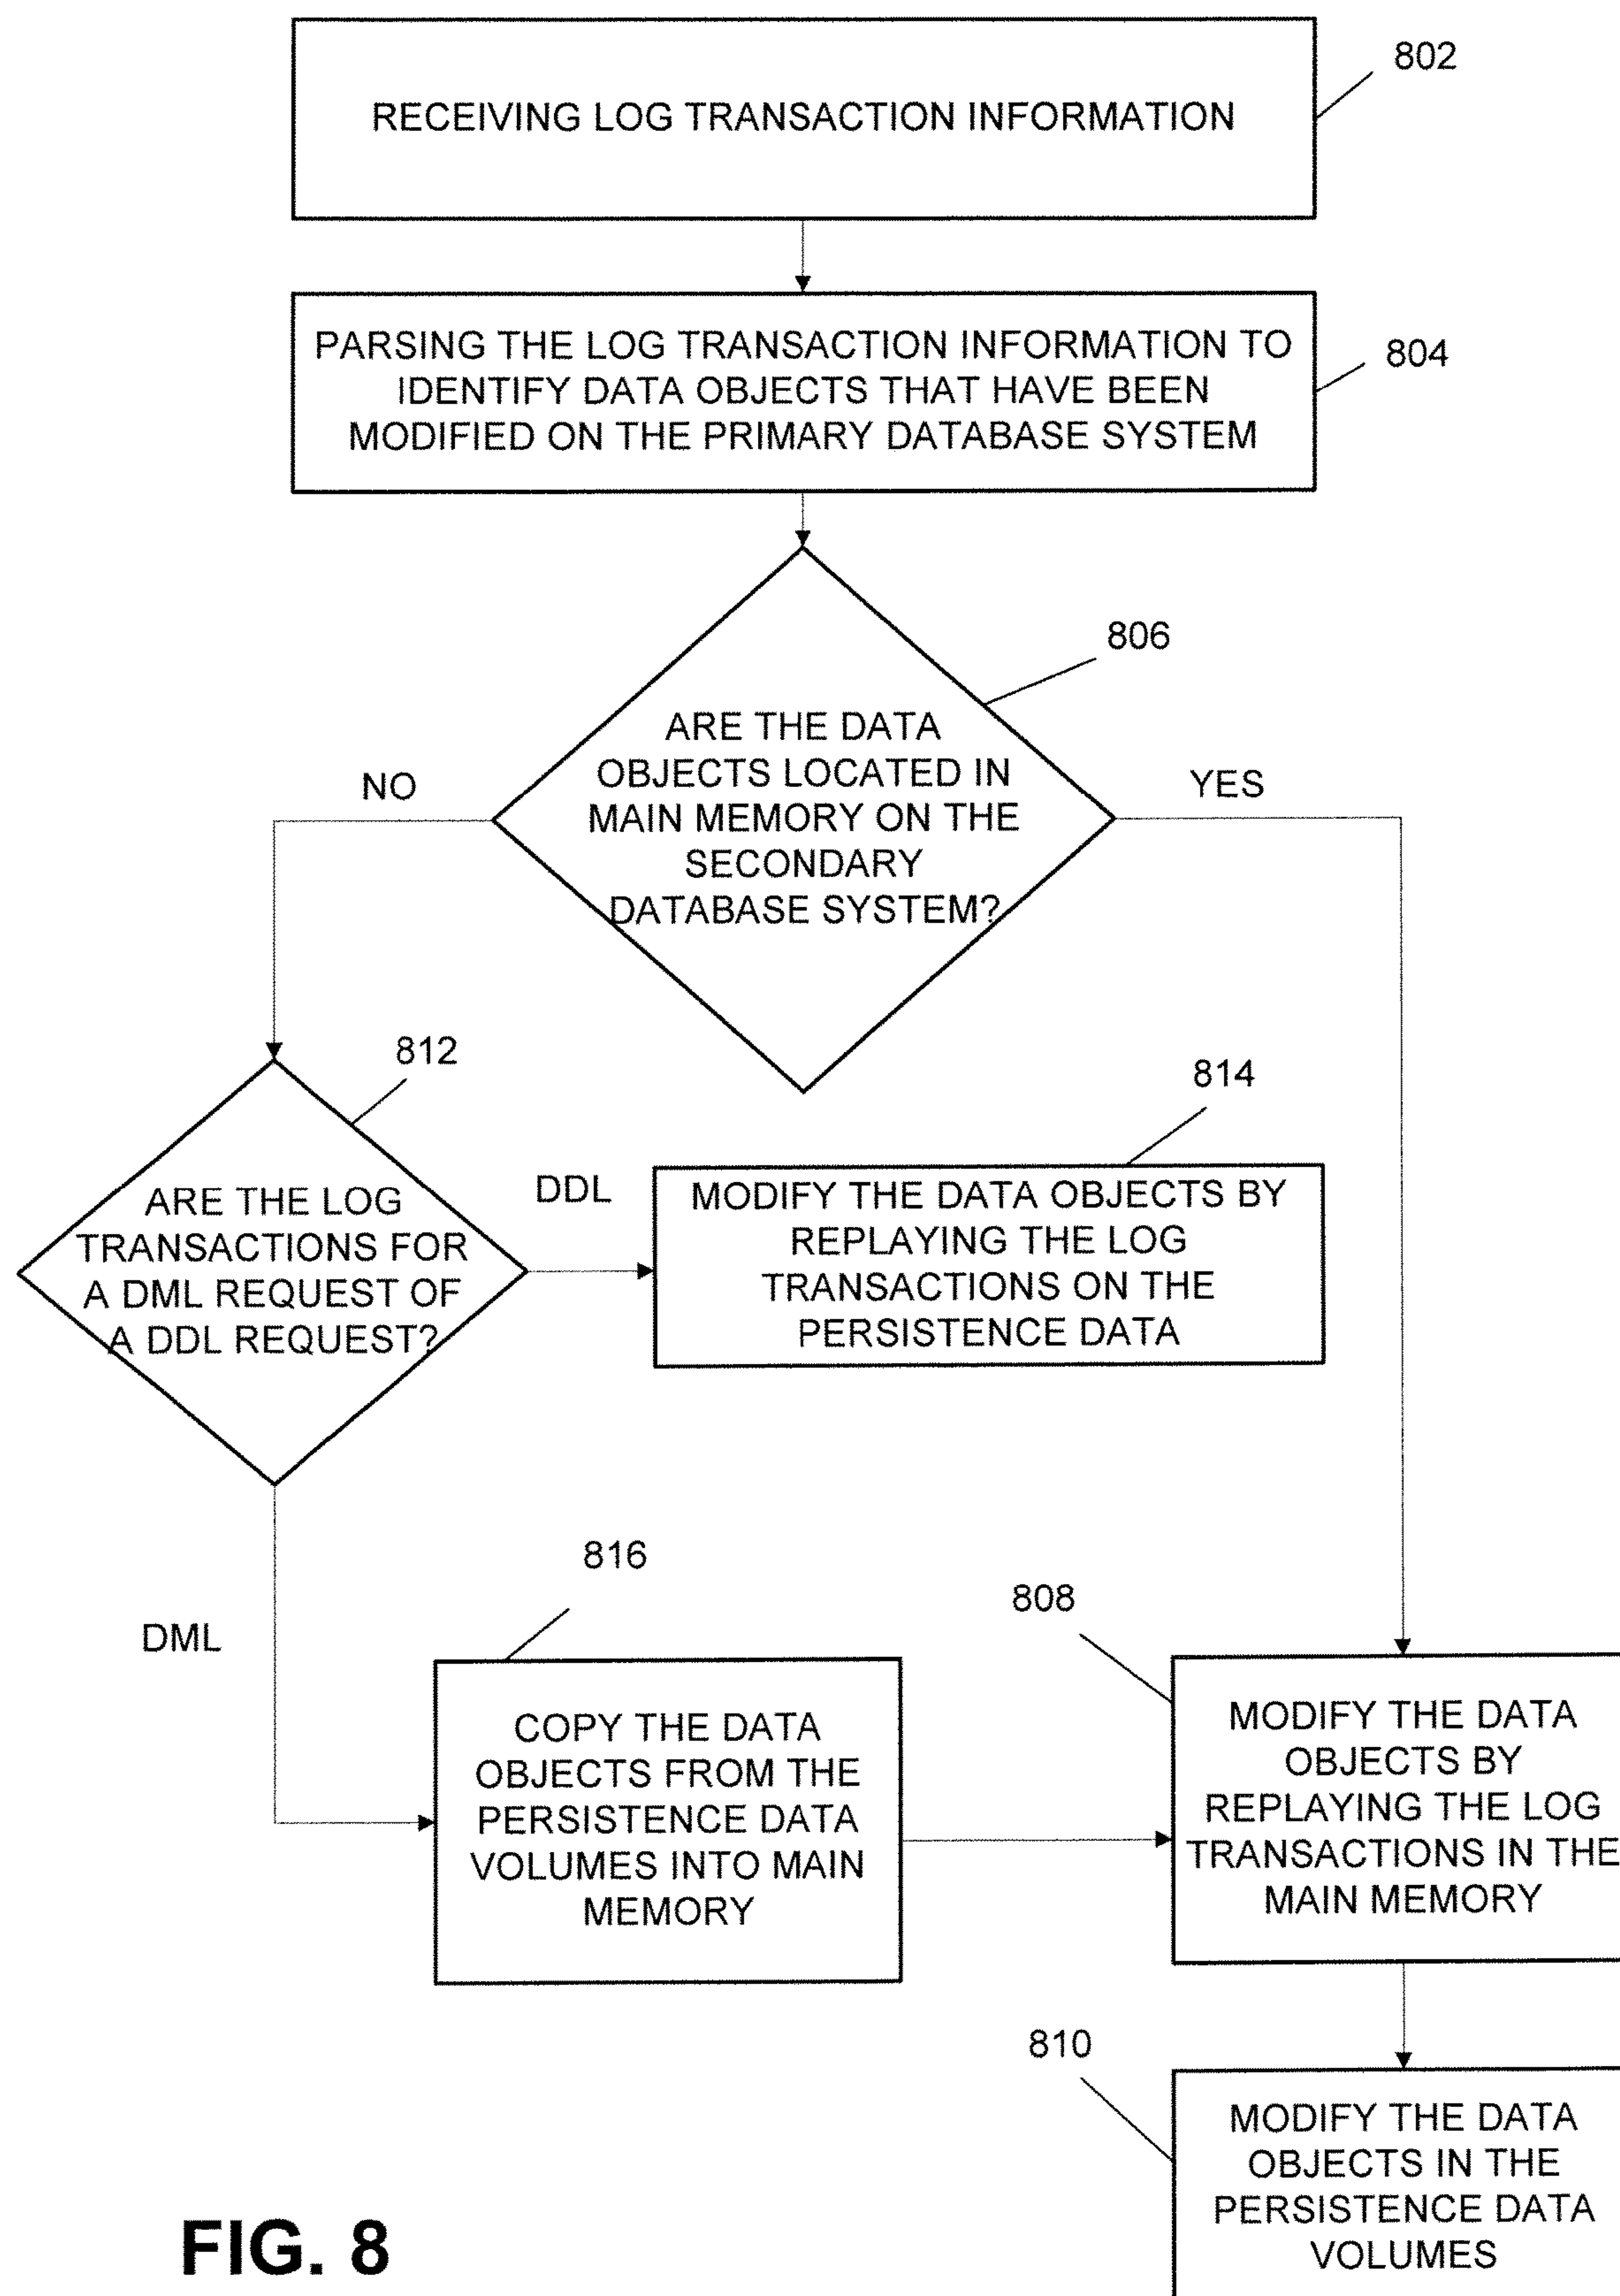 802
RECEIVING LOG TRANSACTION INFORMATION
804
PARSING THE LOG TRANSACTION INFORMATION TO
IDENTIFY DATA OBJECTS THAT HAVE BEEN
MODIFIED ON THE PRIMARY DATABASE SYSTEM
806
ARE THE DATA
OBJECTS LOCATED IN
MAIN MEMORY ON THE
SECONDARY
DATABASE SYSTEM?
NO
YES
812
ARE THE LOG
TRANSACTIONS FOR
A DML REQUEST OF
A DDL REQUEST?
DDL
814
MODIFY THE DATA OBJECTS BY
REPLAYING THE LOG
TRANSACTIONS ON THE
PERSISTENCE DATA
DML
816
COPY THE DATA
OBJECTS FROM THE
PERSISTENCE DATA
VOLUMES INTO MAIN
MEMORY
808
MODIFY THE DATA
OBJECTS BY
REPLAYING THE LOG
TRANSACTIONS IN THE
MAIN MEMORY
810
MODIFY THE DATA
OBJECTS IN THE
PERSISTENCE DATA
VOLUMES
FIG. 8